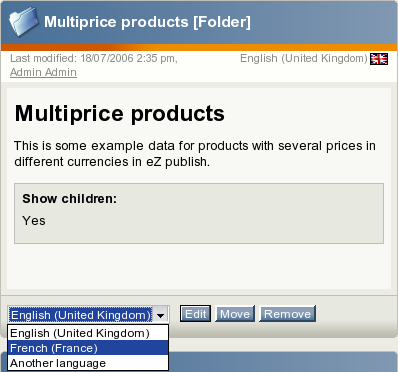 Multiprice products [Folder]
Last modified: 18/07/2006 2:35 pm, English (United Kingdom)
Admin Admin
Multiprice products
This is some example data for products with several prices in
different currencies in eZ publish.
Show children:
Yes
English (United Kingdom) Edit Move Remove
English (United Kingdom)
French (France)
Another language